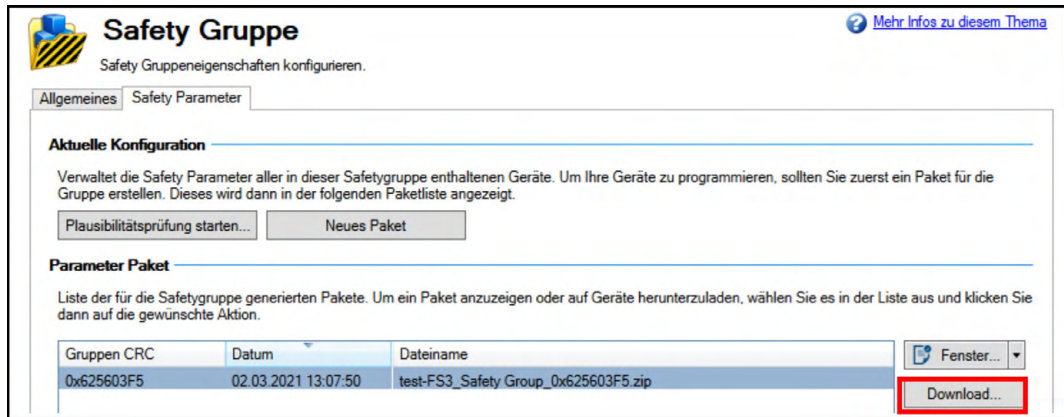 Safety Gruppe
Mehr Infos zu diesem Thema
Safety Gruppeneigenschaften konfigurieren.
Allgemeines Safety Parameter
Aktuelle Konfiguration
Verwaltet die Safety Parameter aller in dieser Safetygruppe enthaltenen Geräte. Um Ihre Geräte zu programmieren, sollten Sie zuerst ein Paket für die
Gruppe erstellen. Dieses wird dann in der folgenden Paketliste angezeigt.
Plausibilitätsprüfung starten... Neues Paket
Parameter Paket
Liste der für die Safetygruppe generierten Pakete. Um ein Paket anzuzeigen oder auf Geräte herunterzuladen, wählen Sie es in der Liste aus und klicken Sie
dann auf die gewünschte Aktion.
Gruppen CRC Datum Dateiname Fenster...
0x625603F5 02.03.2021 13:07:50 test-FS3_Safety Group_0x625603F5.zip
Download...